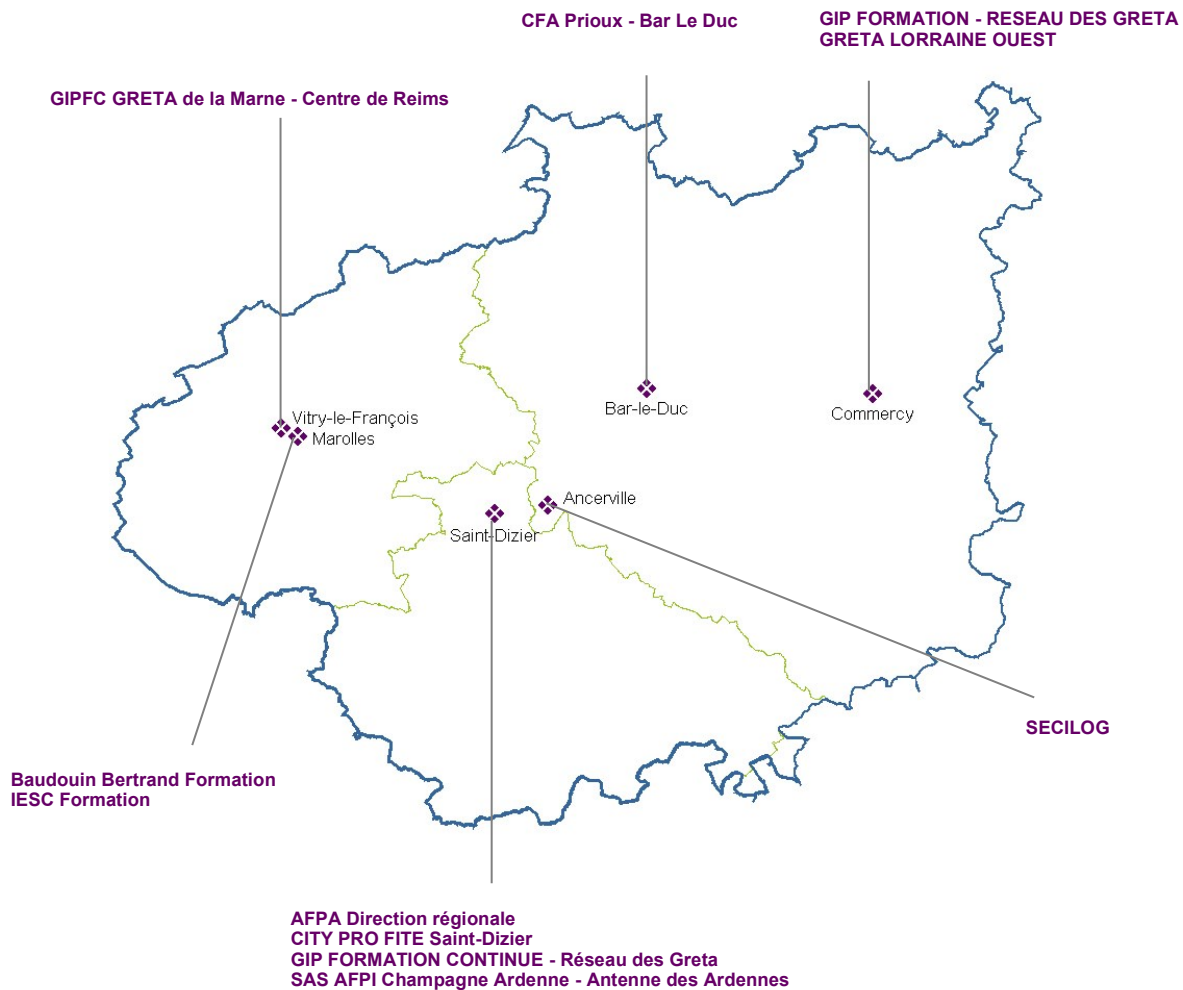 CFA Prioux - Bar Le Duc
GIP FORMATION - RESEAU DES GRETA
GRETA LORRAINE OUEST
GIPFC GRETA de la Marne - Centre de Reims
Bar-le-Duc
Commercy
Vitry-le-François
Marolles
Ancerville
Saint-Dizier
SECILOG
Baudouin Bertrand Formation
IESC Formation
AFPA Direction régionale
CITY PRO FITE Saint-Dizier
GIP FORMATION CONTINUE - Réseau des Greta
SAS AFPI Champagne Ardenne - Antenne des Ardennes